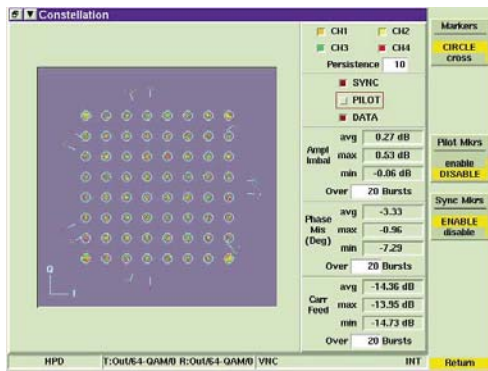 Constellation
CH1 CH2
CH3 CH4
Persistence 10
SYNC
PILOT
DATA
Ampl Imbal
avg 0.27 dB
max 0.53 dB
min -0.06 dB
Over 20 Bursts
Phase Mis (Deg)
avg -3.33
max -0.96
min -7.29
Over 20 Bursts
Carr Feed
avg -14.36 dB
max -13.95 dB
min -14.73 dB
Over 20 Bursts
Q
I
Markers
CIRCLE
cross
Pilot Mkrs
enable
DISABLE
Sync Mkrs
ENABLE
disable
Return
HPD T:Out/64-QAM/0 R:Out/64-QAM/0 VNC INT